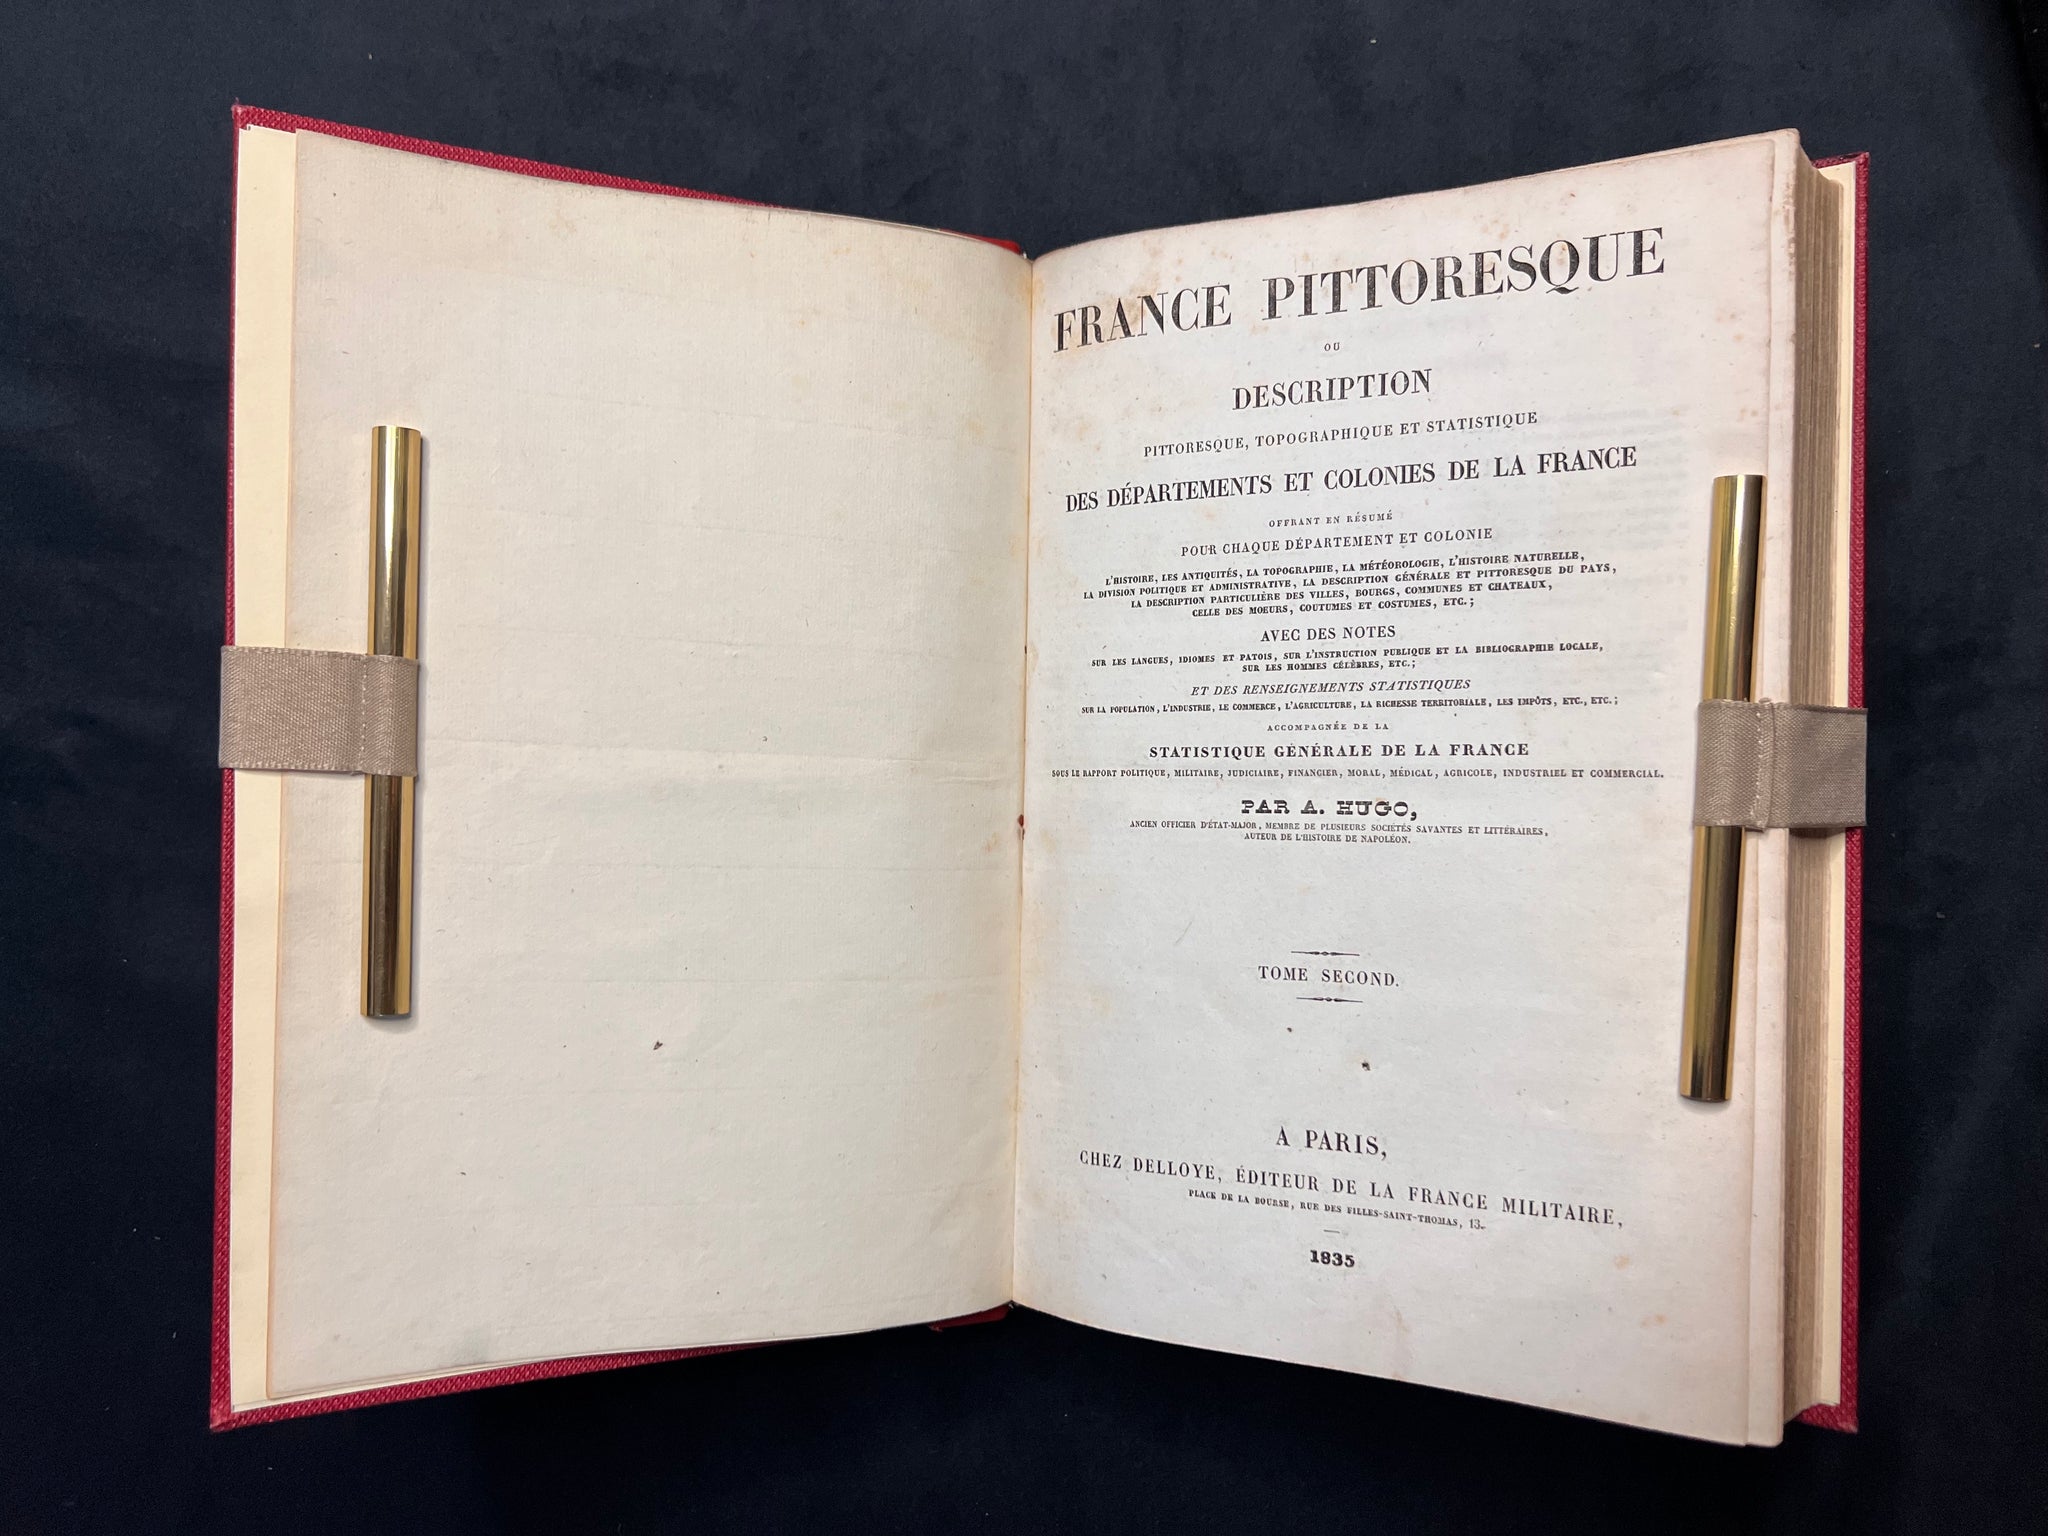 FRANCE PITTORESQUE
OU
DESCRIPTION
PITTORESQUE, TOPOGRAPHIQUE ET STATISTIQUE
DES DÉPARTEMENTS ET COLONIES DE LA FRANCE
OFFRANT EN RÉSUMÉ
POUR CHAQUE DÉPARTEMENT ET COLONIE
L'HISTOIRE, LES ANTIQUITÉS, LA TOPOGRAPHIE, LA MÉTÉOROLOGIE, L'HISTOIRE NATURELLE,
LA DIVISION POLITIQUE ET ADMINISTRATIVE, LA DESCRIPTION GÉNÉRALE ET PITTORESQUE DU PAYS,
LA DESCRIPTION PARTICULIÈRE DES VILLES, BOURGS, COMMUNES ET CHATEAUX,
CELLE DES MOEURS, COUTUMES ET COSTUMES, ETC.;
AVEC DES NOTES
SUR LES LANGUES, IDIOMES ET PATOIS, SUR L'INSTRUCTION PUBLIQUE ET LA BIBLIOGRAPHIE LOCALE,
SUR LES HOMMES CÉLÈBRES, ETC.;
ET DES RENSEIGNEMENTS STATISTIQUES
SUR LA POPULATION, L'INDUSTRIE, LE COMMERCE, L'AGRICULTURE, LA RICHESSE TERRITORIALE, LES IMPÔTS, ETC., ETC.;
ACCOMPAGNÉE DE LA
STATISTIQUE GÉNÉRALE DE LA FRANCE
SOUS LE RAPPORT POLITIQUE, MILITAIRE, JUDICIAIRE, FINANCIER, MORAL, MÉDICAL, AGRICOLE, INDUSTRIEL ET COMMERCIAL.
PAR A. HUGO,
ANCIEN OFFICIER D'ÉTAT-MAJOR, MEMBRE DE PLUSIEURS SOCIÉTÉS SAVANTES ET LITTÉRAIRES,
AUTEUR DE L'HISTOIRE DE NAPOLÉON.
TOME SECOND.
A PARIS,
CHEZ DELLOYE, ÉDITEUR DE LA FRANCE MILITAIRE,
PLACE DE LA BOURSE, RUE DES FILLES-SAINT-THOMAS, 13.
1835